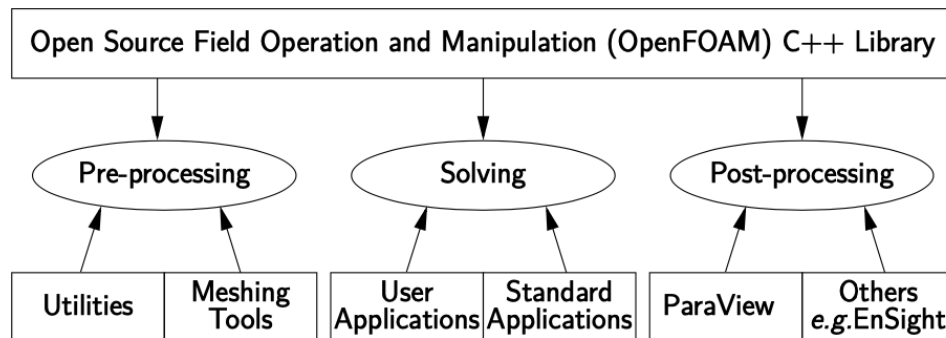 Open Source Field Operation and Manipulation (OpenFOAM) C++ Library
Pre-processing
Solving
Post-processing
Utilities
Meshing
Tools
User
Applications
Standard
Applications
ParaView
Others
e.g.EnSight